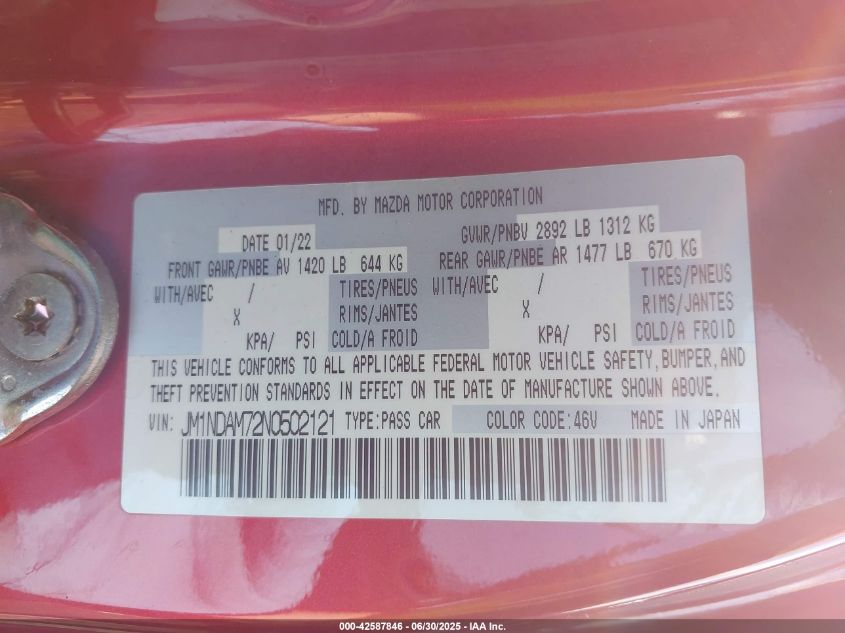 MFD. BY MAZDA MOTOR CORPORATION
DATE 01/22 GVWR/PNBV 2892 LB 1312 KG
FRONT GAWR/PNBE AV 1420 LB 644 KG REAR GAWR/PNBE AR 1477 LB 670 KG
WITH/AVEC / TIRES/PNEUS WITH/AVEC / TIRES/PNEUS
X RIMS/JANTES X RIMS/JANTES
KPA/ PSI COLD/A FROID KPA/ PSI COLD/A FROID
THIS VEHICLE CONFORMS TO ALL APPLICABLE FEDERAL MOTOR VEHICLE SAFETY,BUMPER,AND
THEFT PREVENTION STANDARDS IN EFFECT ON THE DATE OF MANUFACTURE SHOWN ABOVE.
VIN: JM1NDAM72N0502121 TYPE:PASS CAR COLOR CODE:46V MADE IN JAPAN
000-42587846 | 06/30/2025 - IAA Inc.